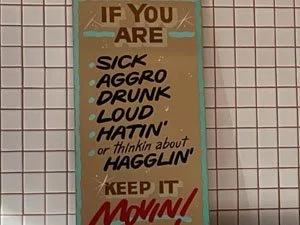 IF YOU
ARE
SICK
AGGRO
DRUNK
LOUD
HATIN'
or thinkin about
HAGGLIN'
KEEP IT
MOVIN!